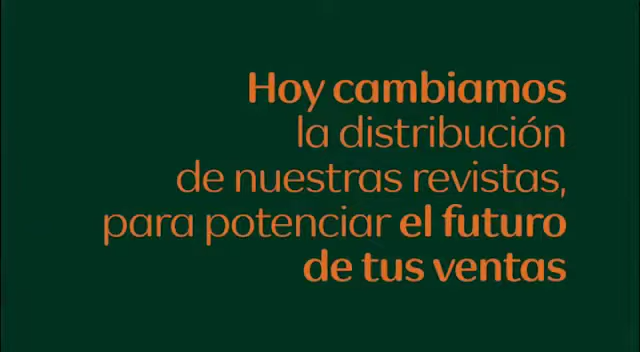 Hoy cambiamos
la distribución
de nuestras revistas,
para potenciar el futuro
de tus ventas